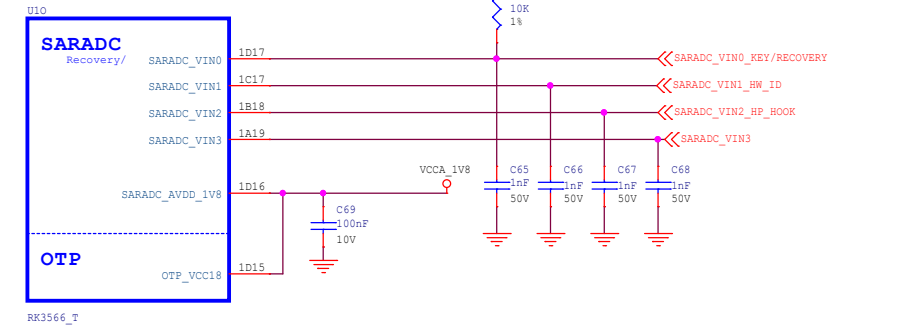 U10
10K
1%
SARADC
Recovery/
SARADC_VIN0
1D17
SARADC_VIN0_KEY/RECOVERY
SARADC_VIN1
1C17
SARADC_VIN1_HW_ID
SARADC_VIN2
1B18
SARADC_VIN2_HP_HOOK
SARADC_VIN3
1A19
SARADC_VIN3
VCCA_1V8
C65
1nF
50V
C66
1nF
50V
C67
1nF
50V
C68
1nF
50V
SARADC_AVDD_1V8
1D16
C69
100nF
10V
OTP
OTP_VCC18
1D15
RK3566_T